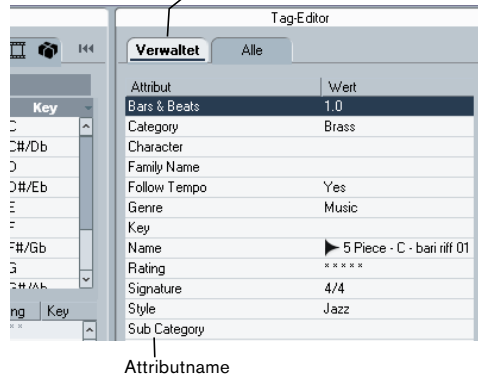 Tag-Editor
Verwaltet Alle
Attribut Wert
Key
Bars & Beats 1.0
Category Brass
C#/Db Character
Family Name
D#/Eb Follow Tempo Yes
Genre Music
Key
F#/Gb Name 5 Piece - C - bari riff 01
G Rating *****
Signature 4/4
ng Key Style Jazz
Sub Category
Attributname